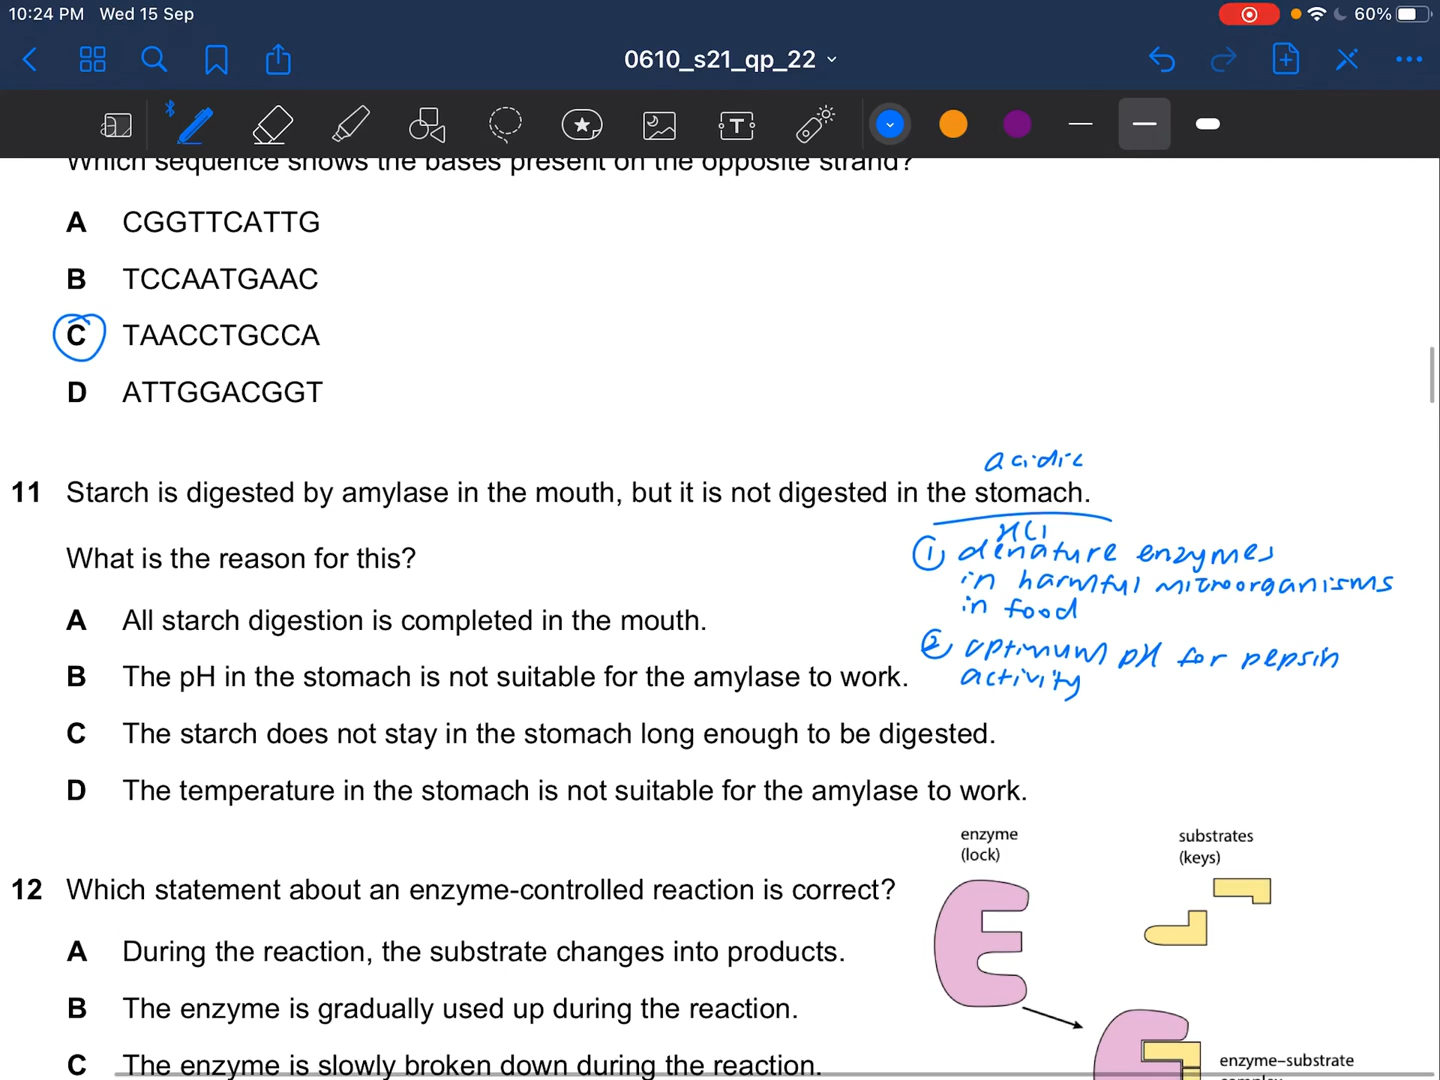 10:24 PM Wed 15 Sep
60%
0610_s21_qp_22
T
Which sequence shows the bases present on the opposite strand?
A CGGTTCATTG
B TCCAATGAAC
C TAACCTGCCA
D ATTGGACGGT
acidic
11 Starch is digested by amylase in the mouth, but it is not digested in the stomach.
HCl
What is the reason for this?
① denature enzymes
in harmful microorganisms
in food
A All starch digestion is completed in the mouth.
② optimum pH for pepsin
activity
B The pH in the stomach is not suitable for the amylase to work.
C The starch does not stay in the stomach long enough to be digested.
D The temperature in the stomach is not suitable for the amylase to work.
enzyme
(lock)
substrates
(keys)
12 Which statement about an enzyme-controlled reaction is correct?
A During the reaction, the substrate changes into products.
B The enzyme is gradually used up during the reaction.
C The enzyme is slowly broken down during the reaction.
enzyme–substrate
complex